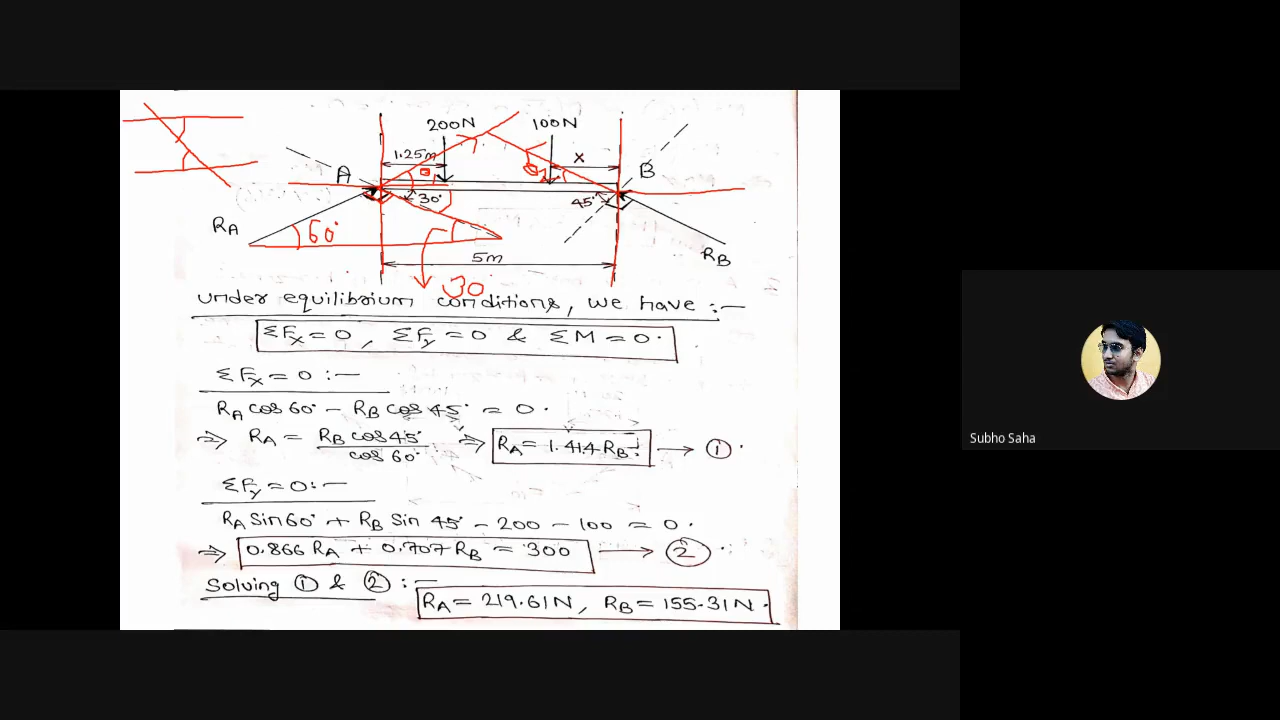 200N 100N
1.25m x
A θ1 θ2 B
30° 45°
RA 60° RB
5m
30
under equilibrium conditions, we have :—
ΣFx = 0 , ΣFy = 0 & ΣM = 0.
ΣFx = 0 :—
RA cos 60° - RB cos 45° = 0.
⇒ RA = RB cos 45° / cos 60° ⇒ RA = 1.414 RB. → ①.
ΣFy = 0 :—
RA Sin 60° + RB Sin 45° - 200 - 100 = 0.
⇒ 0.866 RA + 0.707 RB = 300 → ②.
Solving ① & ② :—
RA = 219.61N, RB = 155.31N.
Subho Saha